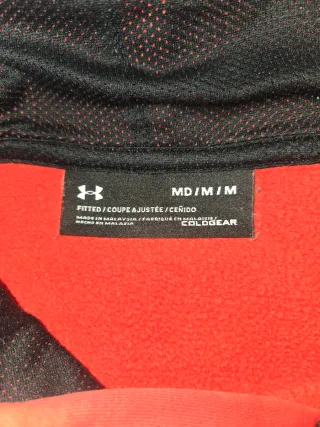 MD / M / M
FITTED / COUPE AJUSTÉE / CEÑIDO
MADE IN MALAYSIA / FABRIQUÉ EN MALAISIE /
HECHO EN MALASIA
COLDGEAR